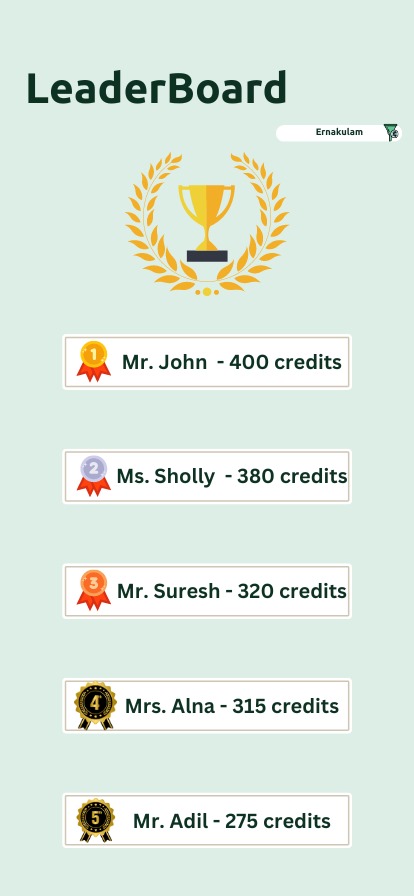 LeaderBoard
Ernakulam
1 Mr. John - 400 credits
2 Ms. Sholly - 380 credits
3 Mr. Suresh - 320 credits
4 Mrs. Alna - 315 credits
5 Mr. Adil - 275 credits